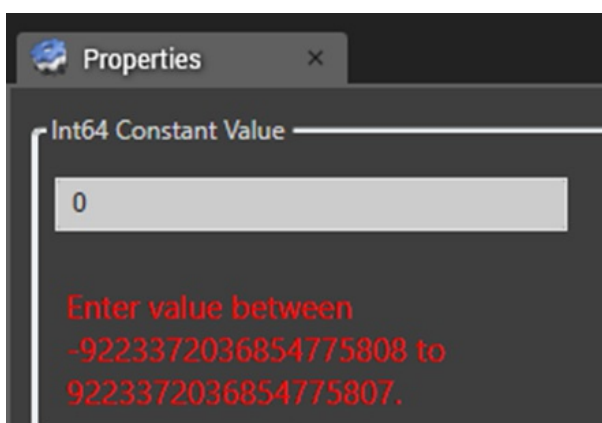 Properties ×
Int64 Constant Value
0
Enter value between
-9223372036854775808 to
9223372036854775807.